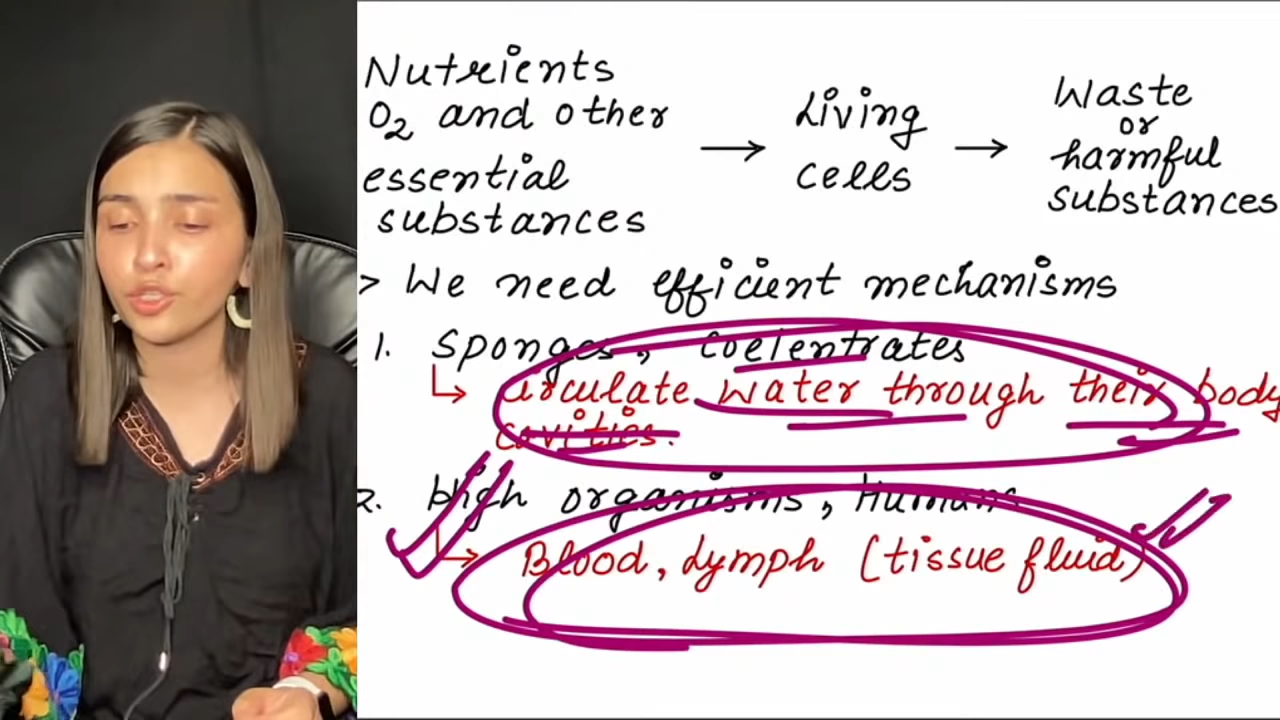 Nutrients
O₂ and other
essential
substances
→ Living
cells
→ Waste
or
harmful
substances
> We need efficient mechanisms
1. Sponges, Coelentrates
↳ circulate water through their body
cavities.
2. High organisms, Humans
↳ Blood, Lymph (tissue fluid)